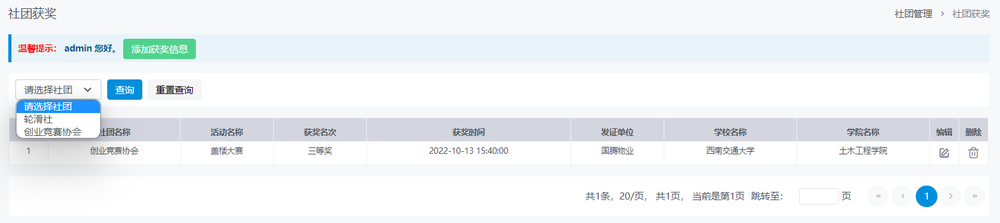 社团获奖
社团管理 > 社团获奖
温馨提示： admin 您好。 添加获奖信息
请选择社团 查询 重置查询
请选择社团
轮滑社
创业竞赛协会
社团名称 活动名称 获奖名次 获奖时间 发证单位 学校名称 学院名称 编辑 删除
1 创业竞赛协会 盖楼大赛 三等奖 2022-10-13 15:40:00 国腾物业 西南交通大学 土木工程学院
共1条，20/页， 共1页， 当前是第1页 跳转至： 页 « ‹ 1 › »